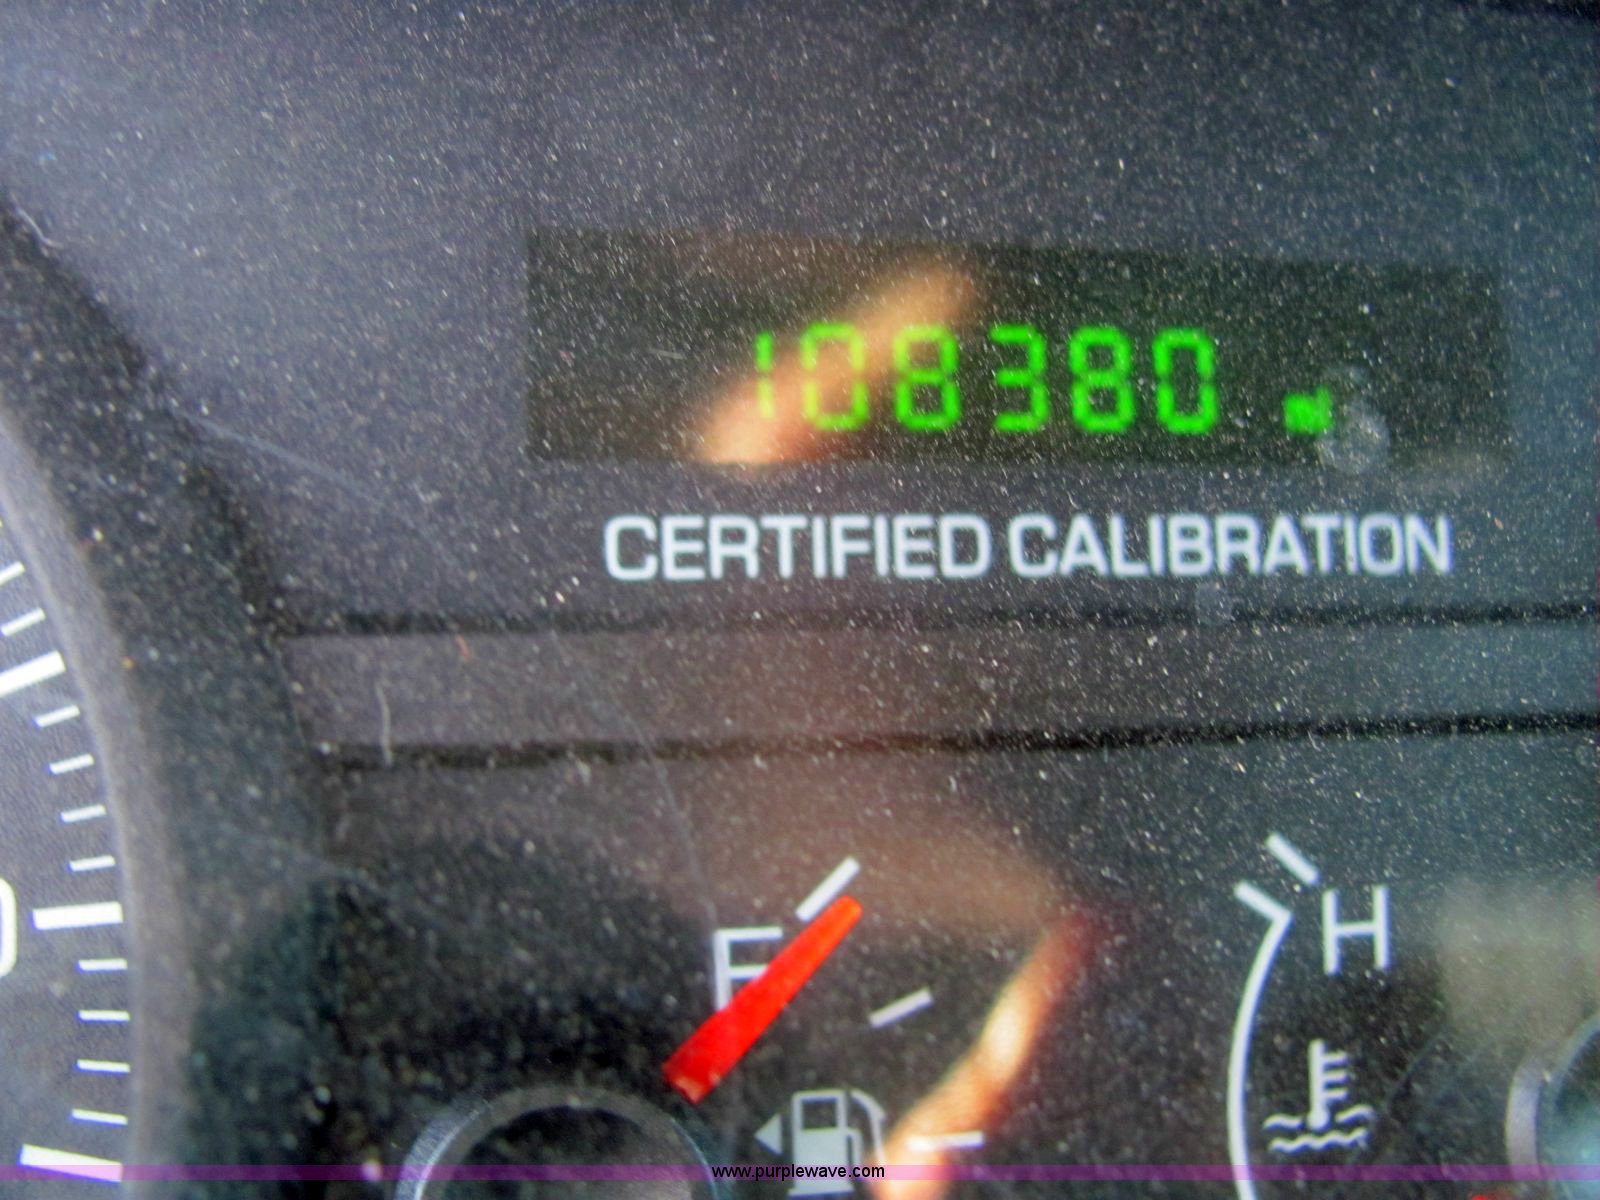 108380
CERTIFIED CALIBRATION
F
H
www.purplewave.com